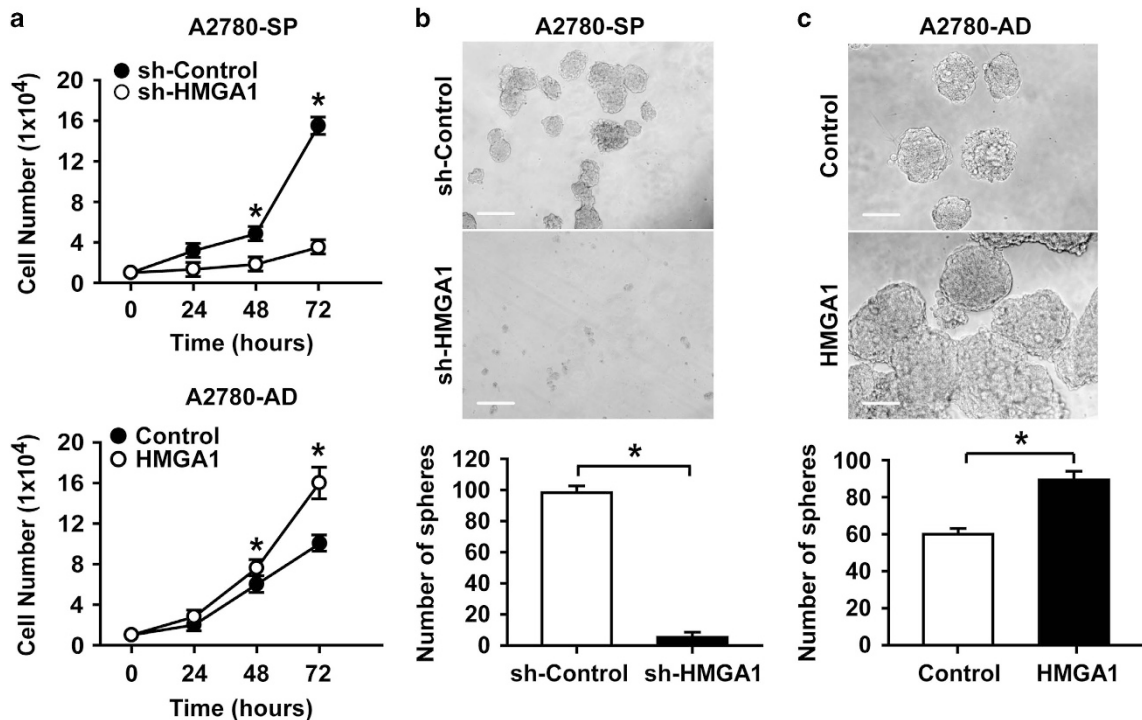 a
A2780-SP
sh-Control
sh-HMGA1
Cell Number (1x10⁴)
20
16
12
8
4
0
*
*
0 24 48 72
Time (hours)
A2780-AD
Control
HMGA1
Cell Number (1x10⁴)
20
16
12
8
4
0
*
*
0 24 48 72
Time (hours)
b
A2780-SP
sh-Control
sh-HMGA1
Number of spheres
120
100
80
60
40
20
0
*
sh-Control sh-HMGA1
c
A2780-AD
Control
HMGA1
Number of spheres
100
80
60
40
20
0
*
Control HMGA1